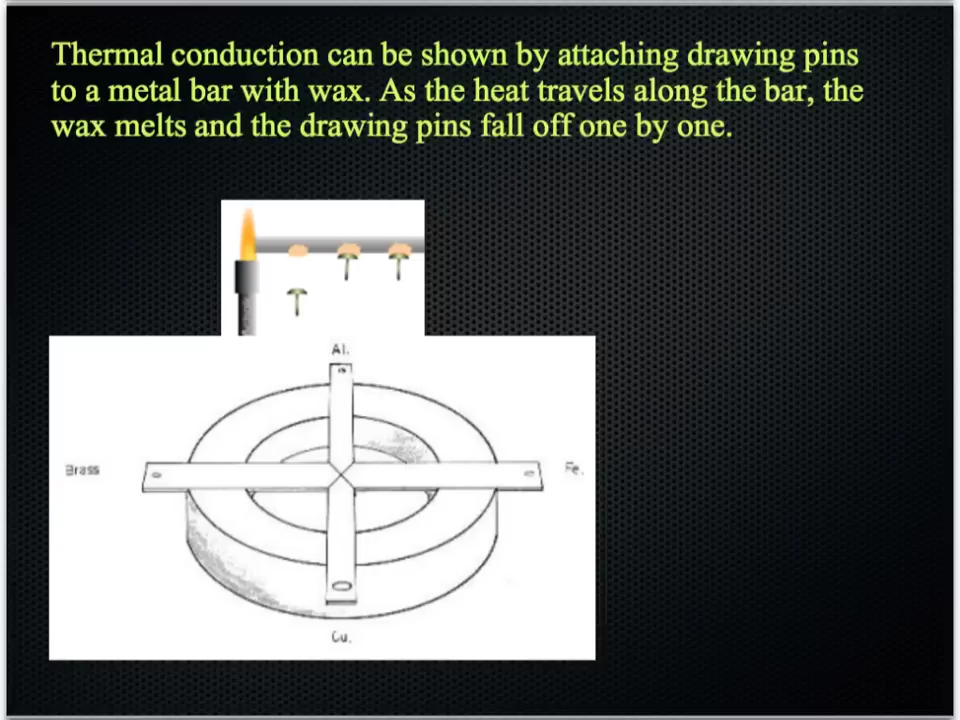 Thermal conduction can be shown by attaching drawing pins
to a metal bar with wax. As the heat travels along the bar, the
wax melts and the drawing pins fall off one by one.
Al.
Brass
Fe.
Cu.